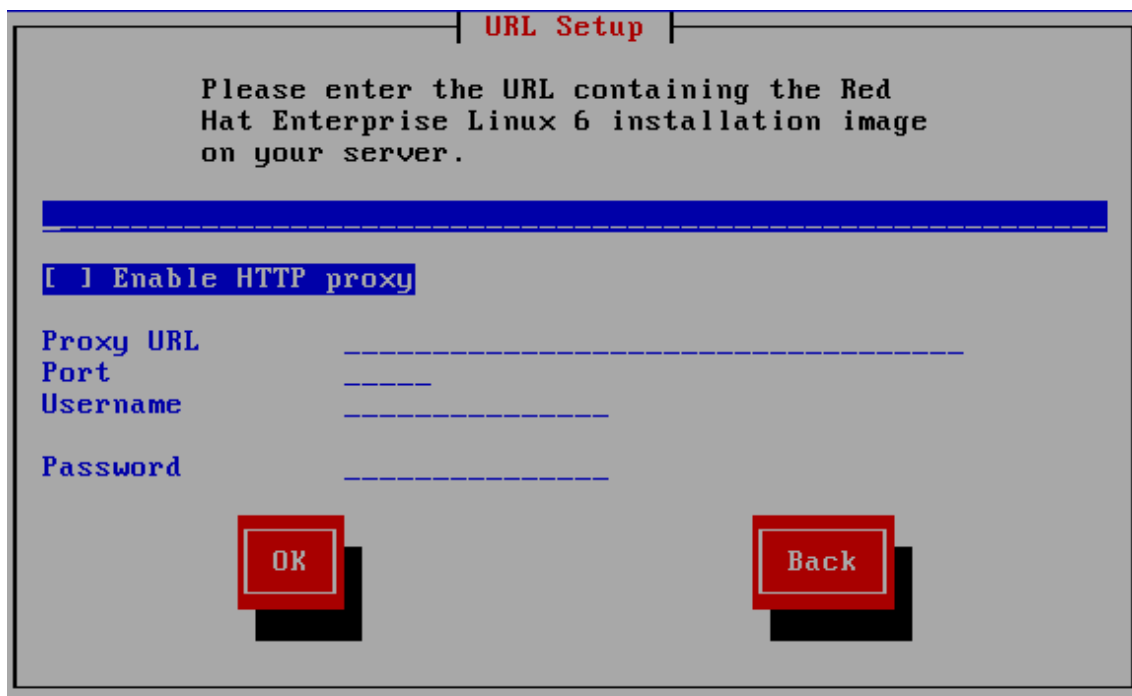 URL Setup
Please enter the URL containing the Red
Hat Enterprise Linux 6 installation image
on your server.
[ ] Enable HTTP proxy
Proxy URL
Port
Username
Password
OK
Back